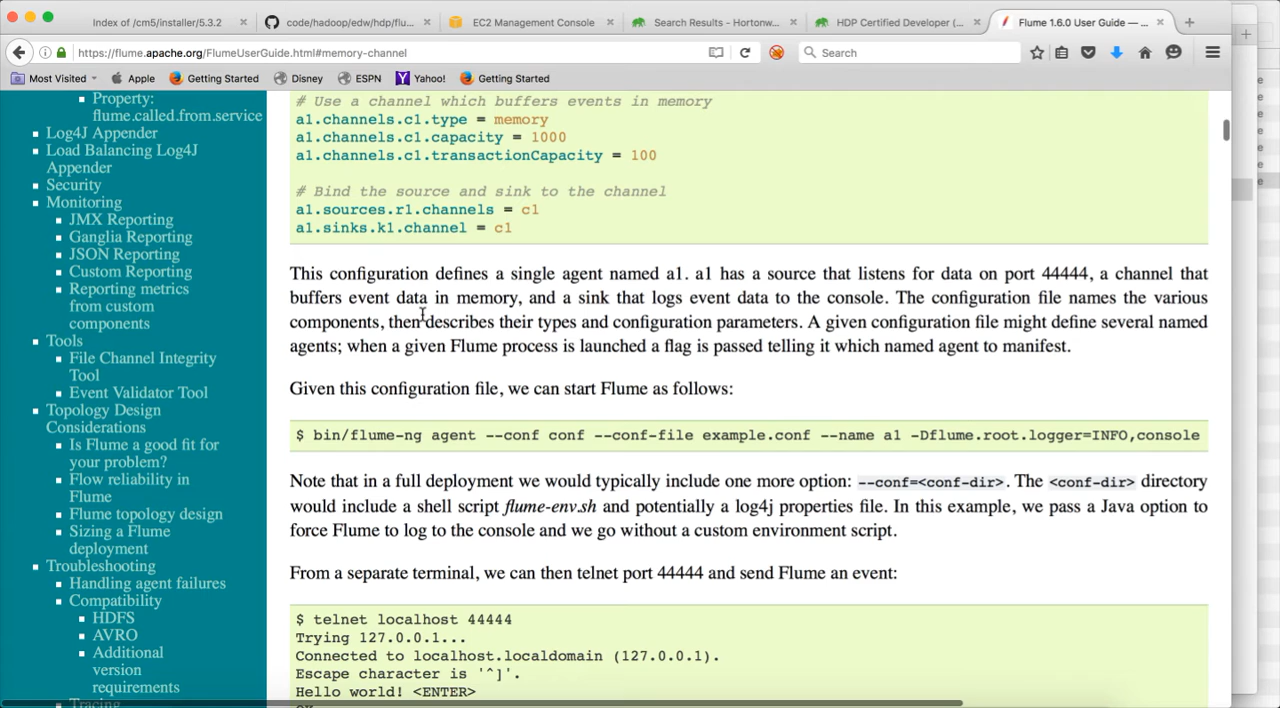 Index of /cm5/installer/5.3.2
code/hadoop/edw/hdp/flu...
EC2 Management Console
Search Results - Hortonw...
HDP Certified Developer (...
Flume 1.6.0 User Guide —...
https://flume.apache.org/FlumeUserGuide.html#memory-channel
Search
Most Visited
Apple
Getting Started
Disney
ESPN
Yahoo!
Getting Started
Property:
flume.called.from.service
Log4J Appender
Load Balancing Log4J
Appender
Security
Monitoring
JMX Reporting
Ganglia Reporting
JSON Reporting
Custom Reporting
Reporting metrics
from custom
components
Tools
File Channel Integrity
Tool
Event Validator Tool
Topology Design
Considerations
Is Flume a good fit for
your problem?
Flow reliability in
Flume
Flume topology design
Sizing a Flume
deployment
Troubleshooting
Handling agent failures
Compatibility
HDFS
AVRO
Additional
version
requirements
Tracing
# Use a channel which buffers events in memory
a1.channels.c1.type = memory
a1.channels.c1.capacity = 1000
a1.channels.c1.transactionCapacity = 100
# Bind the source and sink to the channel
a1.sources.r1.channels = c1
a1.sinks.k1.channel = c1
This configuration defines a single agent named a1. a1 has a source that listens for data on port 44444, a channel that
buffers event data in memory, and a sink that logs event data to the console. The configuration file names the various
components, then describes their types and configuration parameters. A given configuration file might define several named
agents; when a given Flume process is launched a flag is passed telling it which named agent to manifest.
Given this configuration file, we can start Flume as follows:
$ bin/flume-ng agent --conf conf --conf-file example.conf --name a1 -Dflume.root.logger=INFO,console
Note that in a full deployment we would typically include one more option: --conf=<conf-dir>. The <conf-dir> directory
would include a shell script flume-env.sh and potentially a log4j properties file. In this example, we pass a Java option to
force Flume to log to the console and we go without a custom environment script.
From a separate terminal, we can then telnet port 44444 and send Flume an event:
$ telnet localhost 44444
Trying 127.0.0.1...
Connected to localhost.localdomain (127.0.0.1).
Escape character is '^]'.
Hello world! <ENTER>
OK